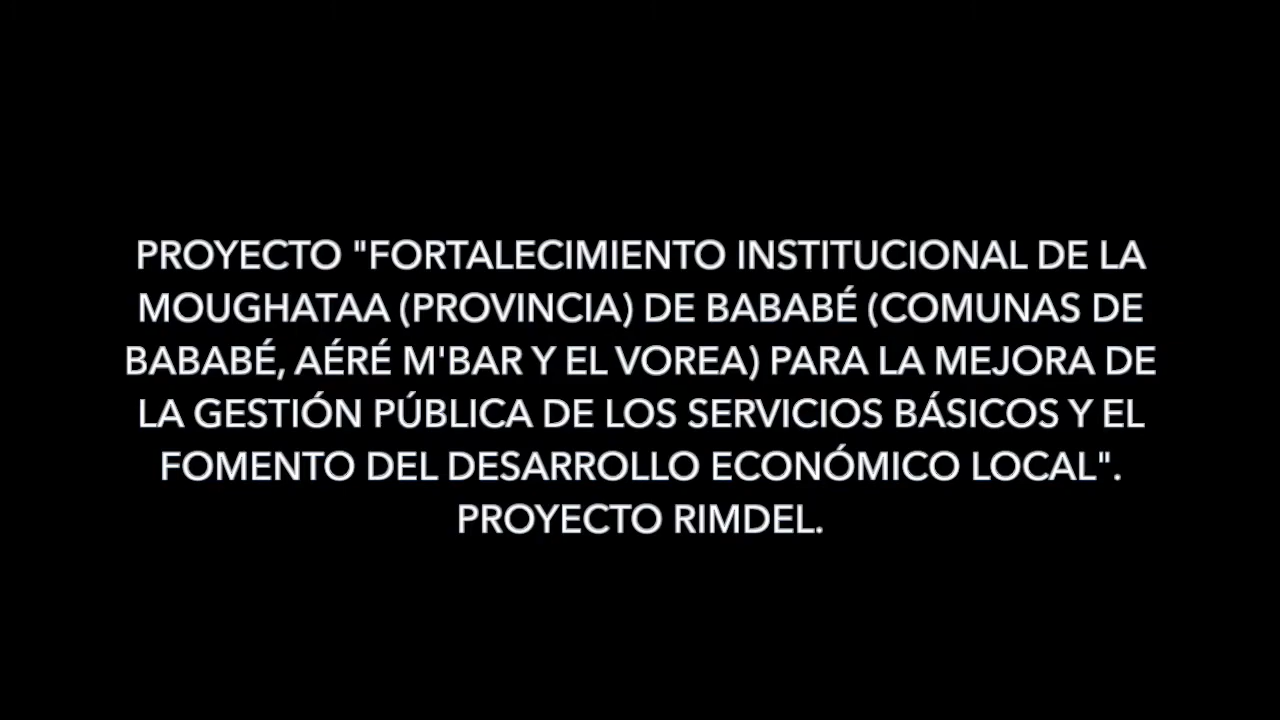 PROYECTO "FORTALECIMIENTO INSTITUCIONAL DE LA
MOUGHATAA (PROVINCIA) DE BABABÉ (COMUNAS DE
BABABÉ, AÉRÉ M'BAR Y EL VOREA) PARA LA MEJORA DE
LA GESTIÓN PÚBLICA DE LOS SERVICIOS BÁSICOS Y EL
FOMENTO DEL DESARROLLO ECONÓMICO LOCAL".
PROYECTO RIMDEL.